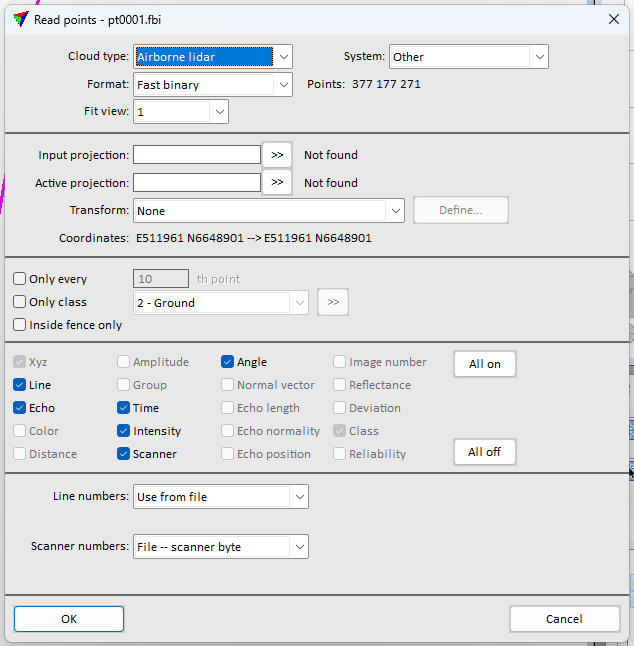 Read points - pt0001.fbi
Cloud type: Airborne lidar System: Other
Format: Fast binary Points: 377 177 271
Fit view: 1
Input projection: >> Not found
Active projection: >> Not found
Transform: None Define...
Coordinates: E511961 N6648901 --> E511961 N6648901
Only every 10 th point
Only class 2 - Ground >>
Inside fence only
Xyz Amplitude Angle Image number All on
Line Group Normal vector Reflectance
Echo Time Echo length Deviation
Color Intensity Echo normality Class
Distance Scanner Echo position Reliability All off
Line numbers: Use from file
Scanner numbers: File -- scanner byte
OK Cancel